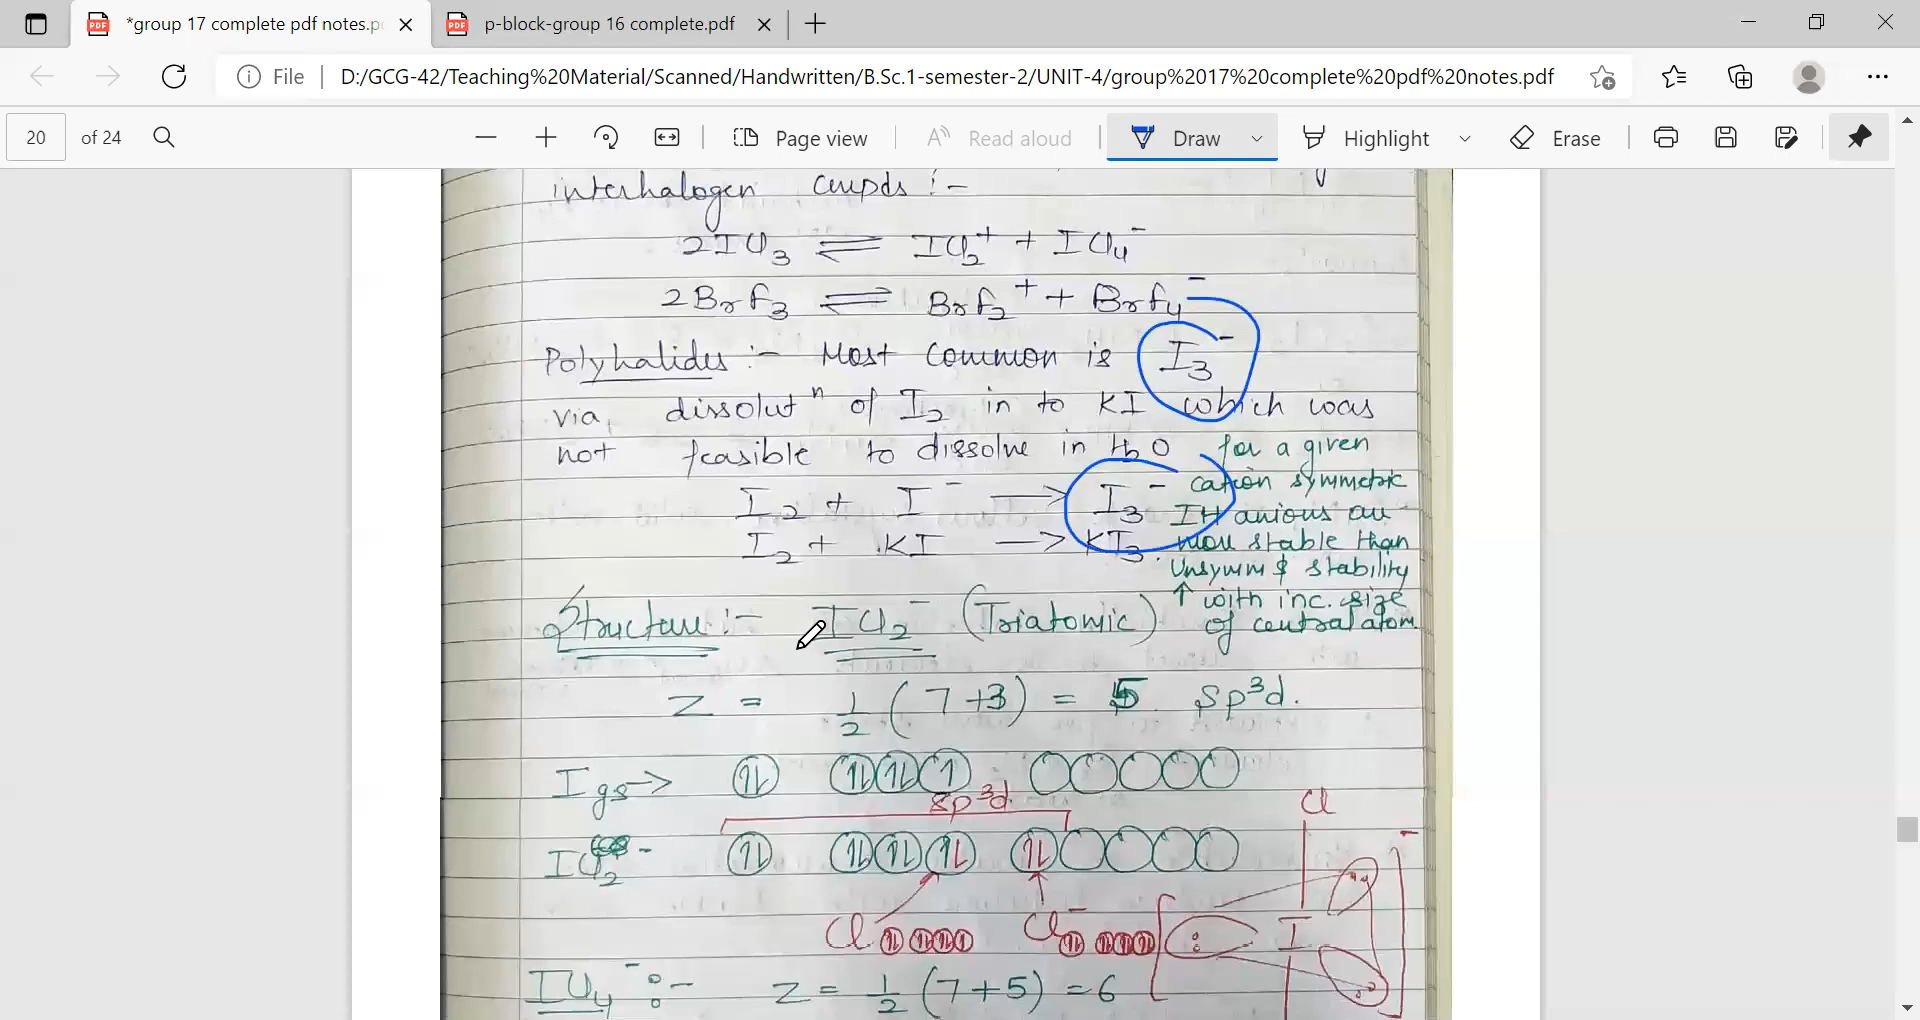 *group 17 complete pdf notes.p
p-block-group 16 complete.pdf
File
D:/GCG-42/Teaching%20Material/Scanned/Handwritten/B.Sc.1-semester-2/UNIT-4/group%2017%20complete%20pdf%20notes.pdf
20 of 24
Page view
Read aloud
Draw
Highlight
Erase
interhalogen cmpds :-
2ICl₃ ⇌ ICl₂⁺ + ICl₄⁻
2BrF₃ ⇌ BrF₂⁺ + BrF₄⁻
Polyhalides :- Most common is I₃⁻
via, dissolutⁿ of I₂ in to KI which was
not feasible to dissolve in H₂O
for a given
cation symmetric
IH anions are
more stable than
Unsymm & stability
↑ with inc. size
of central atom
I₂ + I⁻ → I₃⁻
I₂ + KI → KI₃.
Structure :- ICl₂⁻ (Triatomic)
Z = ½ (7+3) = 5 sp³d.
I gs →
sp³d
ICl₂⁻
Cl
Cl Cl⁻
I
ICl₄⁻ :- Z = ½ (7+5) = 6